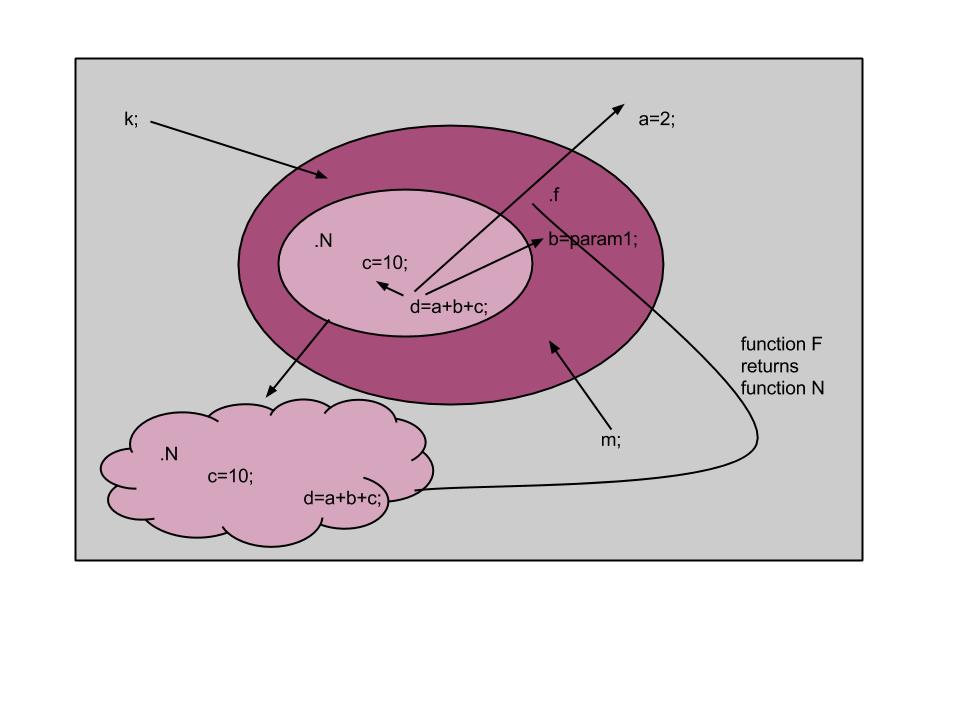 k;
a=2;
.f
.N
b=param1;
c=10;
d=a+b+c;
function F
returns
function N
m;
.N
c=10;
d=a+b+c;